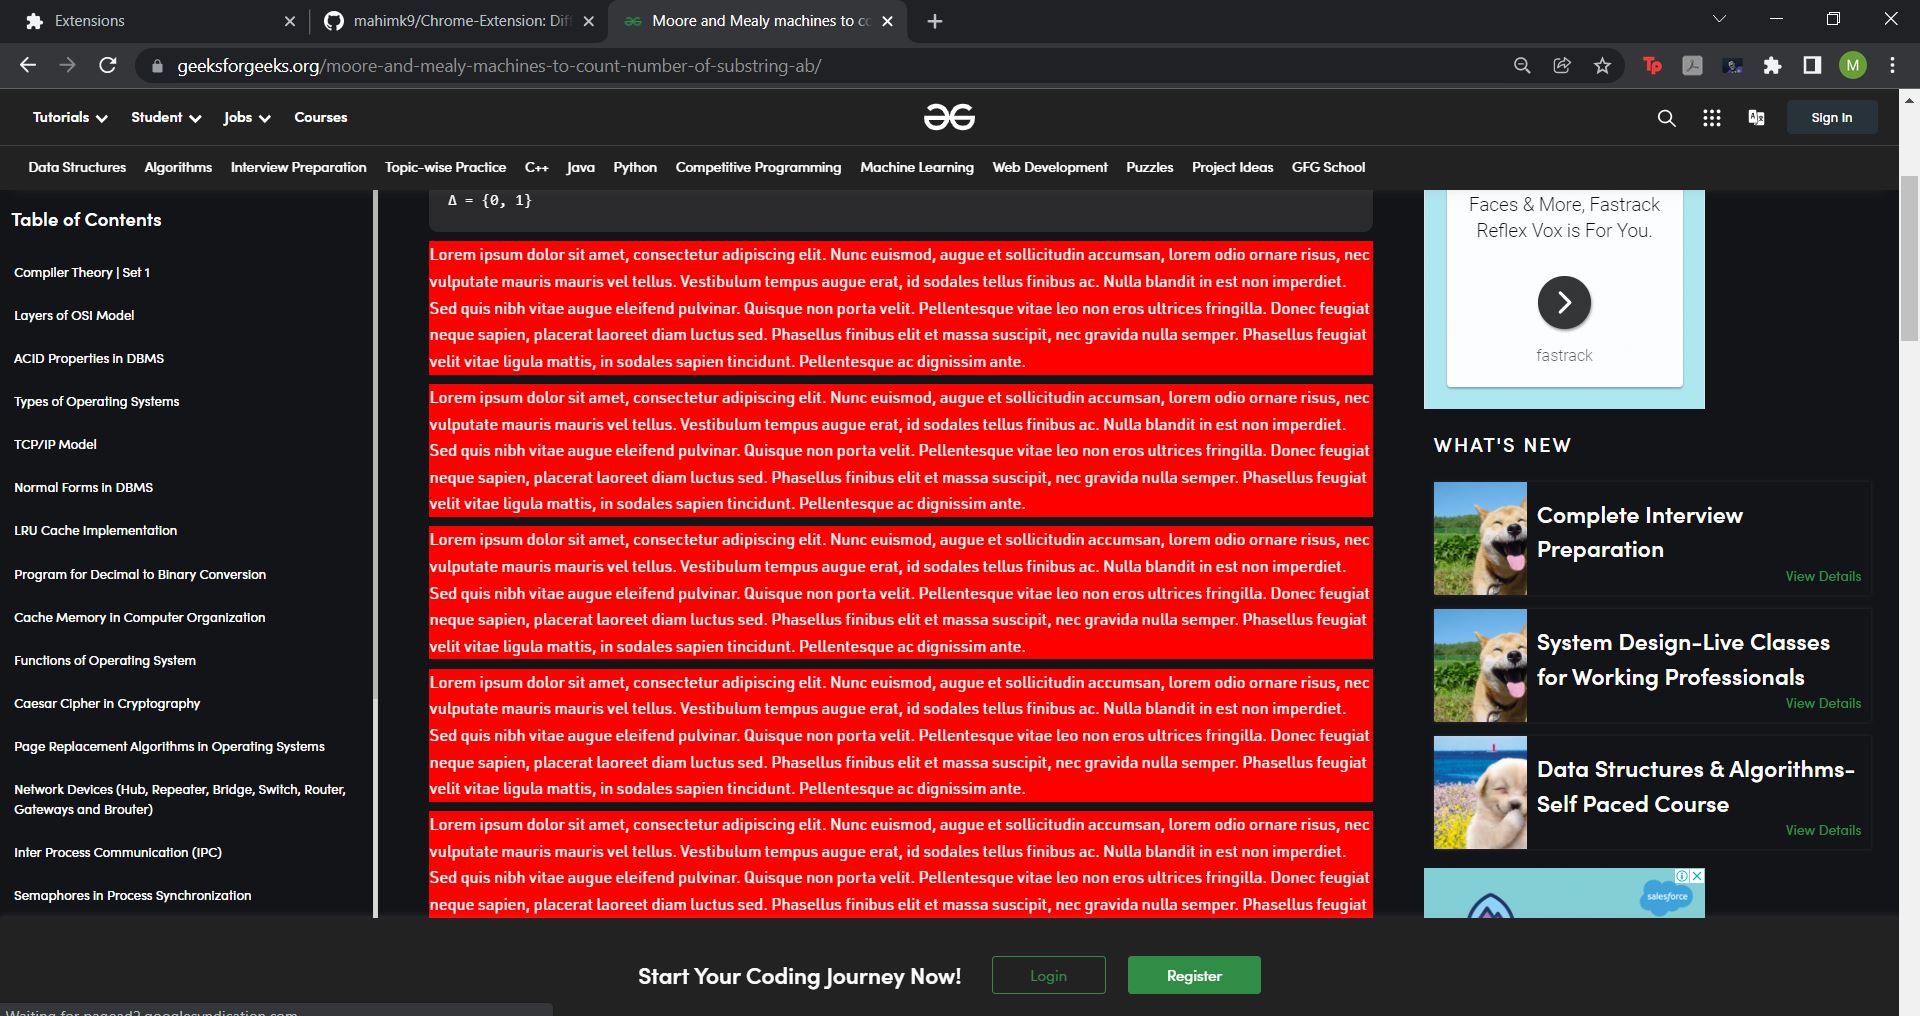 Extensions
mahimk9/Chrome-Extension: Dif
Moore and Mealy machines to co
geeksforgeeks.org/moore-and-mealy-machines-to-count-number-of-substring-ab/
Tp
M
Tutorials
Student
Jobs
Courses
Sign In
Data Structures
Algorithms
Interview Preparation
Topic-wise Practice
C++
Java
Python
Competitive Programming
Machine Learning
Web Development
Puzzles
Project Ideas
GFG School
Table of Contents
Compiler Theory | Set 1
Layers of OSI Model
ACID Properties in DBMS
Types of Operating Systems
TCP/IP Model
Normal Forms in DBMS
LRU Cache Implementation
Program for Decimal to Binary Conversion
Cache Memory in Computer Organization
Functions of Operating System
Caesar Cipher in Cryptography
Page Replacement Algorithms in Operating Systems
Network Devices (Hub, Repeater, Bridge, Switch, Router,
Gateways and Brouter)
Inter Process Communication (IPC)
Semaphores in Process Synchronization
Δ = {0, 1}
Lorem ipsum dolor sit amet, consectetur adipiscing elit. Nunc euismod, augue et sollicitudin accumsan, lorem odio ornare risus, nec
vulputate mauris mauris vel tellus. Vestibulum tempus augue erat, id sodales tellus finibus ac. Nulla blandit in est non imperdiet.
Sed quis nibh vitae augue eleifend pulvinar. Quisque non porta velit. Pellentesque vitae leo non eros ultrices fringilla. Donec feugiat
neque sapien, placerat laoreet diam luctus sed. Phasellus finibus elit et massa suscipit, nec gravida nulla semper. Phasellus feugiat
velit vitae ligula mattis, in sodales sapien tincidunt. Pellentesque ac dignissim ante.
Lorem ipsum dolor sit amet, consectetur adipiscing elit. Nunc euismod, augue et sollicitudin accumsan, lorem odio ornare risus, nec
vulputate mauris mauris vel tellus. Vestibulum tempus augue erat, id sodales tellus finibus ac. Nulla blandit in est non imperdiet.
Sed quis nibh vitae augue eleifend pulvinar. Quisque non porta velit. Pellentesque vitae leo non eros ultrices fringilla. Donec feugiat
neque sapien, placerat laoreet diam luctus sed. Phasellus finibus elit et massa suscipit, nec gravida nulla semper. Phasellus feugiat
velit vitae ligula mattis, in sodales sapien tincidunt. Pellentesque ac dignissim ante.
Lorem ipsum dolor sit amet, consectetur adipiscing elit. Nunc euismod, augue et sollicitudin accumsan, lorem odio ornare risus, nec
vulputate mauris mauris vel tellus. Vestibulum tempus augue erat, id sodales tellus finibus ac. Nulla blandit in est non imperdiet.
Sed quis nibh vitae augue eleifend pulvinar. Quisque non porta velit. Pellentesque vitae leo non eros ultrices fringilla. Donec feugiat
neque sapien, placerat laoreet diam luctus sed. Phasellus finibus elit et massa suscipit, nec gravida nulla semper. Phasellus feugiat
velit vitae ligula mattis, in sodales sapien tincidunt. Pellentesque ac dignissim ante.
Lorem ipsum dolor sit amet, consectetur adipiscing elit. Nunc euismod, augue et sollicitudin accumsan, lorem odio ornare risus, nec
vulputate mauris mauris vel tellus. Vestibulum tempus augue erat, id sodales tellus finibus ac. Nulla blandit in est non imperdiet.
Sed quis nibh vitae augue eleifend pulvinar. Quisque non porta velit. Pellentesque vitae leo non eros ultrices fringilla. Donec feugiat
neque sapien, placerat laoreet diam luctus sed. Phasellus finibus elit et massa suscipit, nec gravida nulla semper. Phasellus feugiat
velit vitae ligula mattis, in sodales sapien tincidunt. Pellentesque ac dignissim ante.
Lorem ipsum dolor sit amet, consectetur adipiscing elit. Nunc euismod, augue et sollicitudin accumsan, lorem odio ornare risus, nec
vulputate mauris mauris vel tellus. Vestibulum tempus augue erat, id sodales tellus finibus ac. Nulla blandit in est non imperdiet.
Sed quis nibh vitae augue eleifend pulvinar. Quisque non porta velit. Pellentesque vitae leo non eros ultrices fringilla. Donec feugiat
neque sapien, placerat laoreet diam luctus sed. Phasellus finibus elit et massa suscipit, nec gravida nulla semper. Phasellus feugiat
Faces & More, Fastrack
Reflex Vox is For You.
fastrack
WHAT'S NEW
Complete Interview
Preparation
View Details
System Design-Live Classes
for Working Professionals
View Details
Data Structures & Algorithms-
Self Paced Course
View Details
salesforce
Start Your Coding Journey Now!
Login
Register
Waiting for pagead2.googlesyndication.com